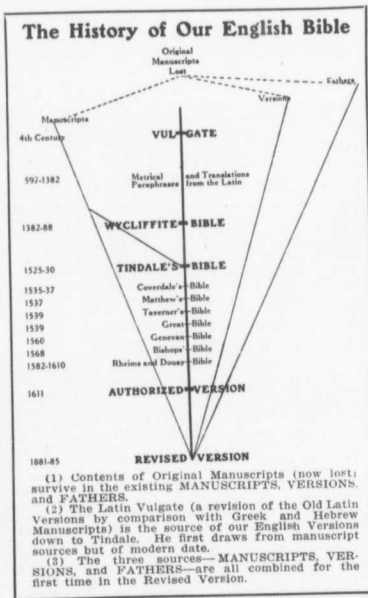 The History of Our English Bible
Original
Manuscripts
Lost
Fathers
Versions
Manuscripts
4th Century VULGATE
597-1382 Metrical Paraphrases and Translations from the Latin
1382-88 WYCLIFFITE BIBLE
1525-30 TINDALE'S BIBLE
1535-37 Coverdale's Bible
1537 Matthew's Bible
1539 Taverner's Bible
1539 Great Bible
1560 Genevan Bible
1568 Bishops' Bible
1582-1610 Rheims and Douay Bible
1611 AUTHORIZED VERSION
1881-85 REVISED VERSION
(1) Contents of Original Manuscripts (now lost)
survive in the existing MANUSCRIPTS, VERSIONS,
and FATHERS.
(2) The Latin Vulgate (a revision of the Old Latin
Versions by comparison with Greek and Hebrew
Manuscripts) is the source of our English Versions
down to Tindale. He first draws from manuscript
sources but of modern date.
(3) The three sources—MANUSCRIPTS, VER-
SIONS, and FATHERS—are all combined for the
first time in the Revised Version.